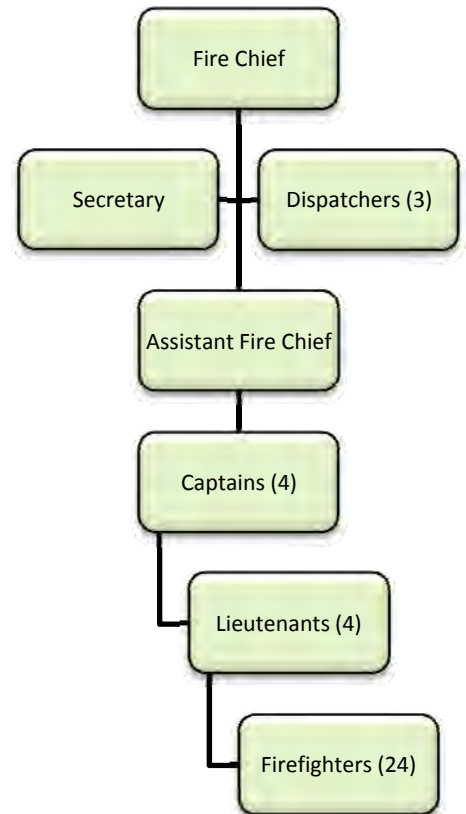 Fire Chief
Secretary
Dispatchers (3)
Assistant Fire Chief
Captains (4)
Lieutenants (4)
Firefighters (24)